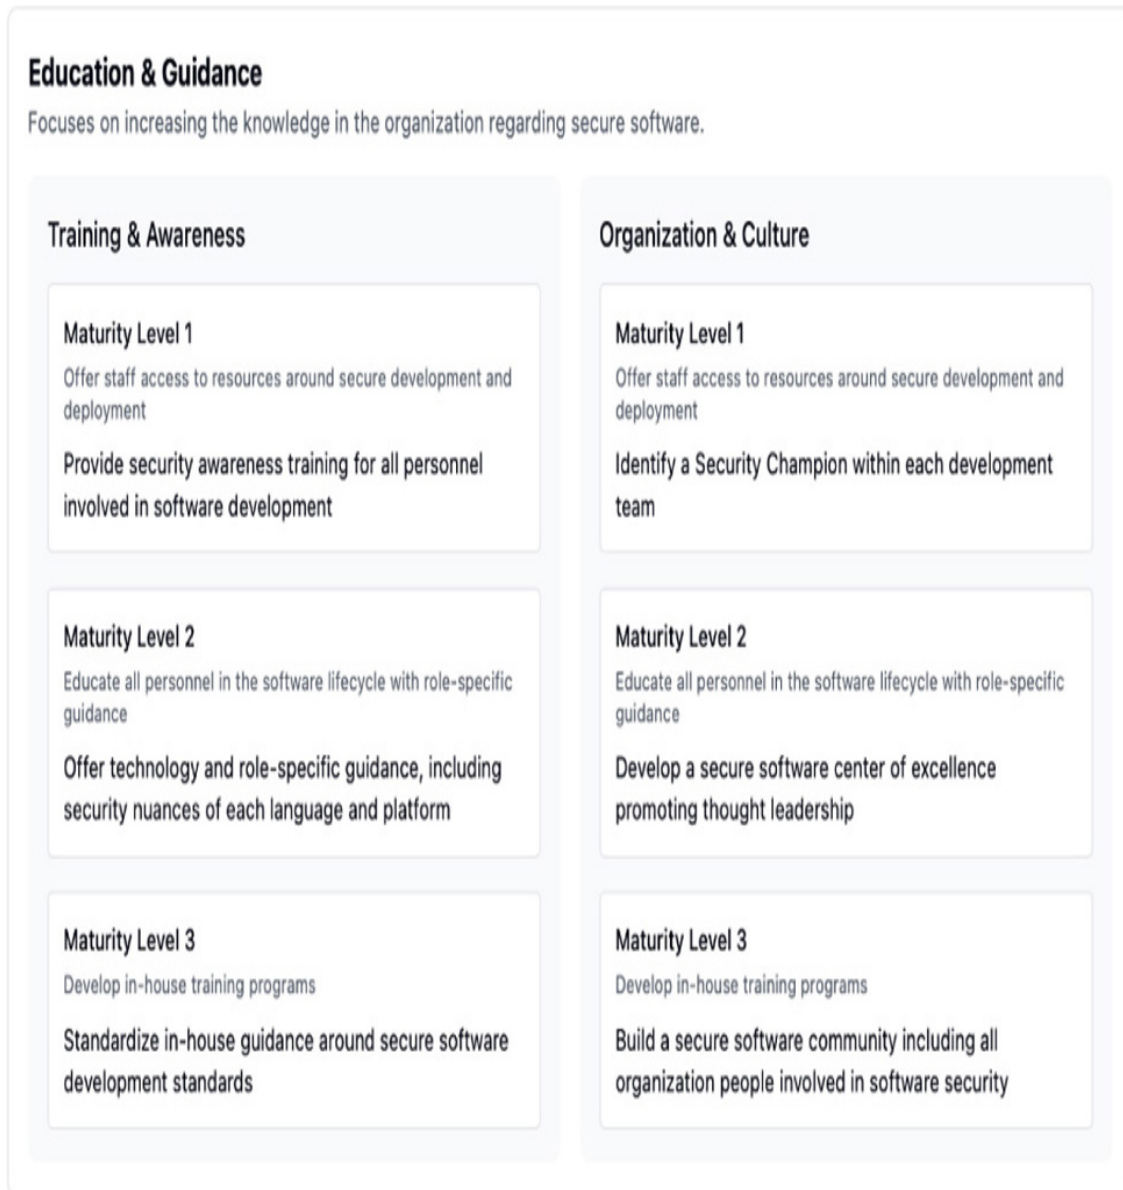 Education & Guidance
Focuses on increasing the knowledge in the organization regarding secure software.
Training & Awareness
Maturity Level 1
Offer staff access to resources around secure development and
deployment
Provide security awareness training for all personnel
involved in software development
Maturity Level 2
Educate all personnel in the software lifecycle with role-specific
guidance
Offer technology and role-specific guidance, including
security nuances of each language and platform
Maturity Level 3
Develop in-house training programs
Standardize in-house guidance around secure software
development standards
Organization & Culture
Maturity Level 1
Offer staff access to resources around secure development and
deployment
Identify a Security Champion within each development
team
Maturity Level 2
Educate all personnel in the software lifecycle with role-specific
guidance
Develop a secure software center of excellence
promoting thought leadership
Maturity Level 3
Develop in-house training programs
Build a secure software community including all
organization people involved in software security